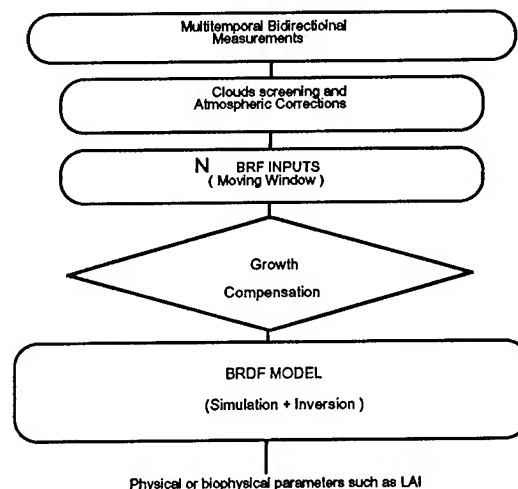 Multitemporal Bidirectioinal
Measurements
Clouds screening and
Atmospheric Corrections
N BRF INPUTS
( Moving Window )
Growth
Compensation
BRDF MODEL
(Simulation + Inversion )
Physical or biophysical parameters such as LAI